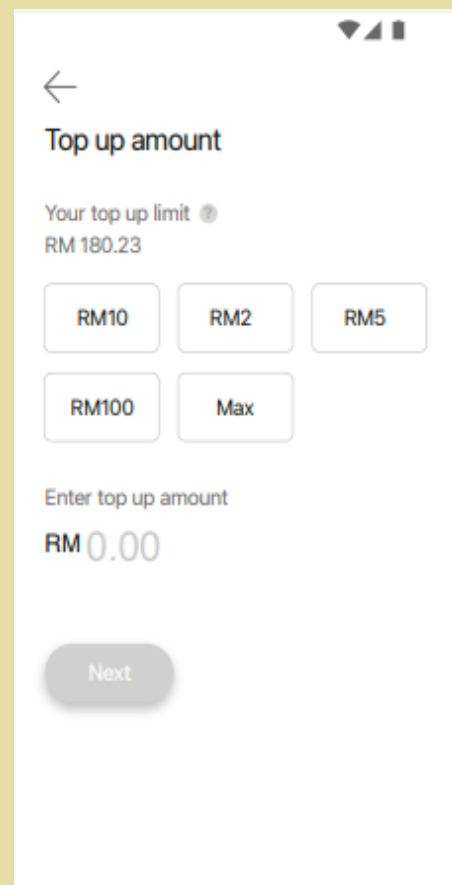 Top up amount
Your top up limit ?
RM 180.23
RM10 RM2 RM5
RM100 Max
Enter top up amount
RM 0.00
Next